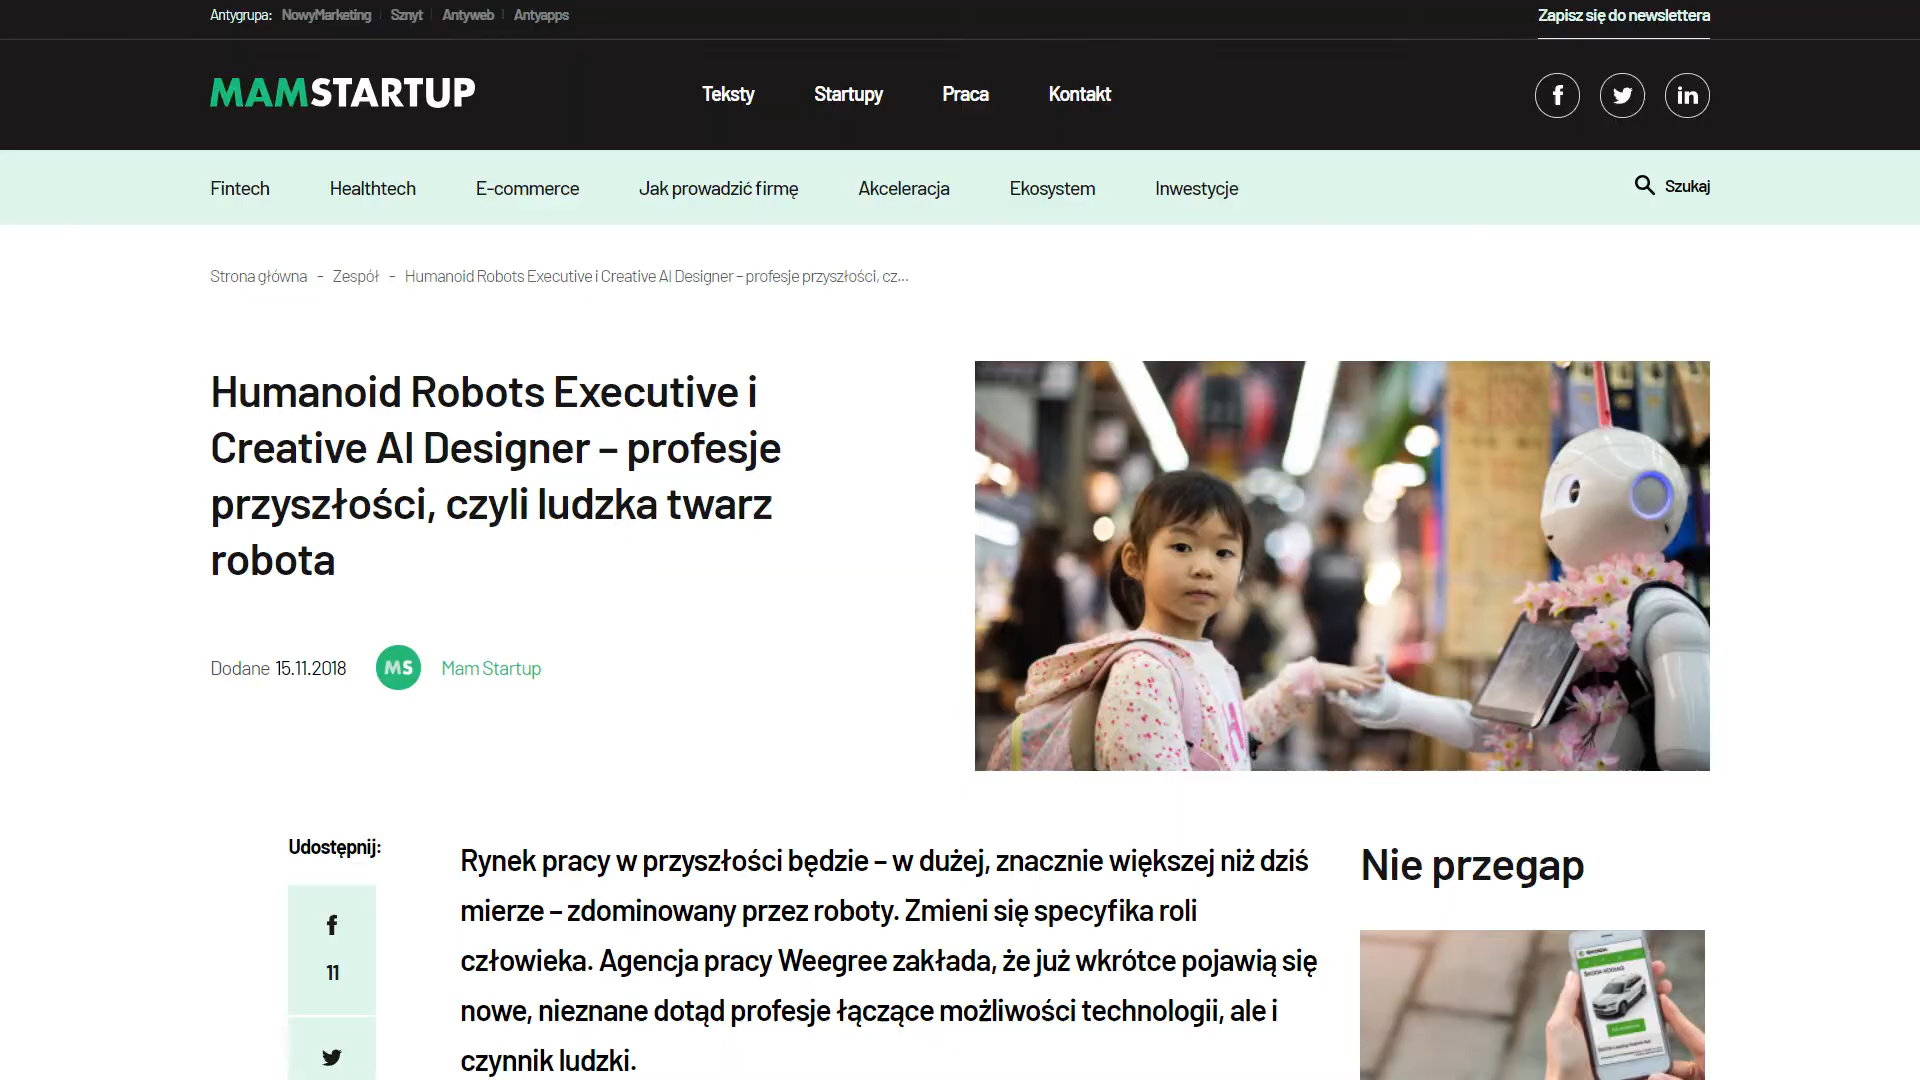 Antygrupa: NowyMarketing Sznyt Antyweb Antyapps
Zapisz się do newslettera
MAMSTARTUP
Teksty Startupy Praca Kontakt
Fintech Healthtech E-commerce Jak prowadzić firmę Akceleracja Ekosystem Inwestycje
Szukaj
Strona główna - Zespół - Humanoid Robots Executive i Creative AI Designer – profesje przyszłości, cz...
Humanoid Robots Executive i
Creative AI Designer – profesje
przyszłości, czyli ludzka twarz
robota
Dodane 15.11.2018 MS Mam Startup
Udostępnij:
11
Rynek pracy w przyszłości będzie – w dużej, znacznie większej niż dziś
mierze – zdominowany przez roboty. Zmieni się specyfika roli
człowieka. Agencja pracy Weegree zakłada, że już wkrótce pojawią się
nowe, nieznane dotąd profesje łączące możliwości technologii, ale i
czynnik ludzki.
Nie przegap